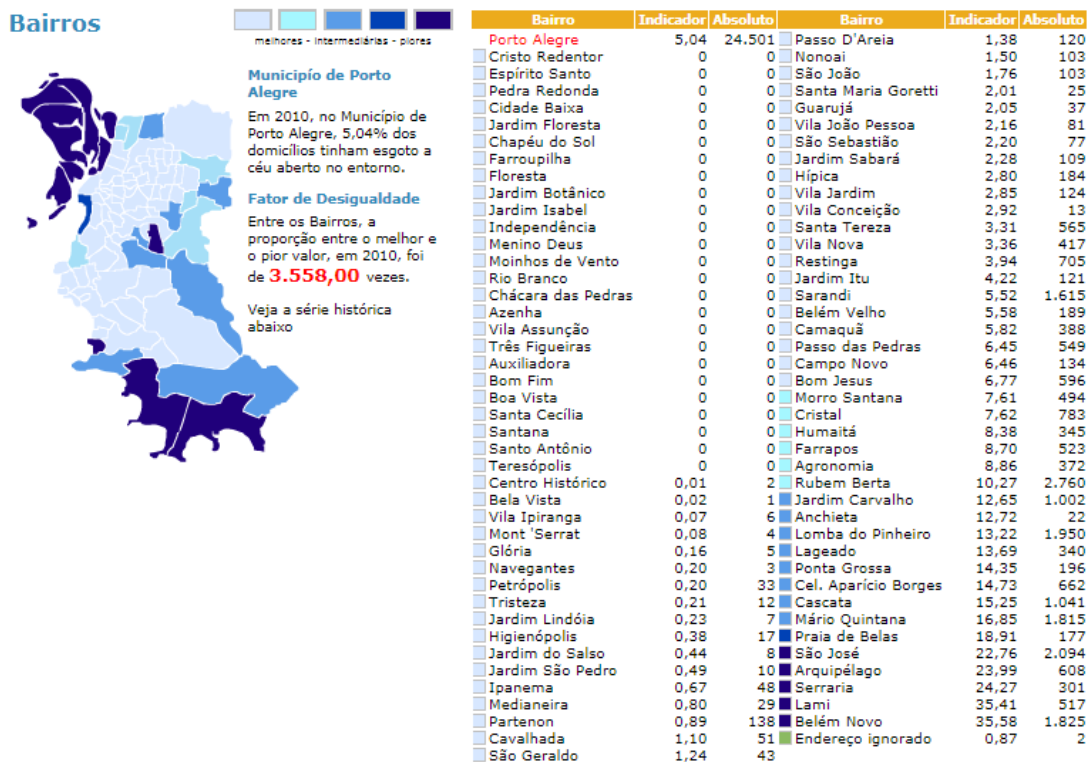 Bairros
melhores - intermediárias - piores
Municipío de Porto
Alegre
Em 2010, no Município de
Porto Alegre, 5,04% dos
domicílios tinham esgoto a
céu aberto no entorno.
Fator de Desigualdade
Entre os Bairros, a
proporção entre o melhor e
o pior valor, em 2010, foi
de 3.558,00 vezes.
Veja a série histórica
abaixo
Bairro Indicador Absoluto Bairro Indicador Absoluto
Porto Alegre 5,04 24.501 Passo D'Areia 1,38 120
Cristo Redentor 0 0 Nonoai 1,50 103
Espírito Santo 0 0 São João 1,76 103
Pedra Redonda 0 0 Santa Maria Goretti 2,01 25
Cidade Baixa 0 0 Guarujá 2,05 37
Jardim Floresta 0 0 Vila João Pessoa 2,16 81
Chapéu do Sol 0 0 São Sebastião 2,20 77
Farroupilha 0 0 Jardim Sabará 2,28 109
Floresta 0 0 Hípica 2,80 184
Jardim Botânico 0 0 Vila Jardim 2,85 124
Jardim Isabel 0 0 Vila Conceição 2,92 13
Independência 0 0 Santa Tereza 3,31 565
Menino Deus 0 0 Vila Nova 3,36 417
Moinhos de Vento 0 0 Restinga 3,94 705
Rio Branco 0 0 Jardim Itu 4,22 121
Chácara das Pedras 0 0 Sarandi 5,52 1.615
Azenha 0 0 Belém Velho 5,58 189
Vila Assunção 0 0 Camaquã 5,82 388
Três Figueiras 0 0 Passo das Pedras 6,45 549
Auxiliadora 0 0 Campo Novo 6,46 134
Bom Fim 0 0 Bom Jesus 6,77 596
Boa Vista 0 0 Morro Santana 7,61 494
Santa Cecília 0 0 Cristal 7,62 783
Santana 0 0 Humaitá 8,38 345
Santo Antônio 0 0 Farrapos 8,70 523
Teresópolis 0 0 Agronomia 8,86 372
Centro Histórico 0,01 2 Rubem Berta 10,27 2.760
Bela Vista 0,02 1 Jardim Carvalho 12,65 1.002
Vila Ipiranga 0,07 6 Anchieta 12,72 22
Mont 'Serrat 0,08 4 Lomba do Pinheiro 13,22 1.950
Glória 0,16 5 Lageado 13,69 340
Navegantes 0,20 3 Ponta Grossa 14,35 196
Petrópolis 0,20 33 Cel. Aparício Borges 14,73 662
Tristeza 0,21 12 Cascata 15,25 1.041
Jardim Lindóia 0,23 7 Mário Quintana 16,85 1.815
Higienópolis 0,38 17 Praia de Belas 18,91 177
Jardim do Salso 0,44 8 São José 22,76 2.094
Jardim São Pedro 0,49 10 Arquipélago 23,99 608
Ipanema 0,67 48 Serraria 24,27 301
Medianeira 0,80 29 Lami 35,41 517
Partenon 0,89 138 Belém Novo 35,58 1.825
Cavalhada 1,10 51 Endereço ignorado 0,87 2
São Geraldo 1,24 43